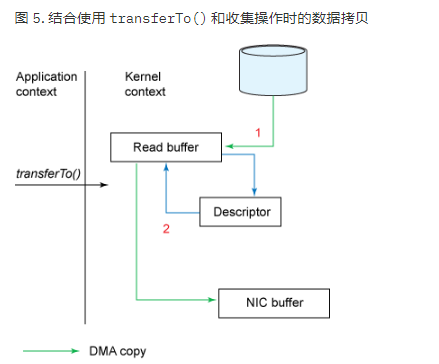 图 5. 结合使用 transferTo() 和收集操作时的数据拷贝
Application context
Kernel context
1
Read buffer
transferTo()
Descriptor
2
NIC buffer
DMA copy